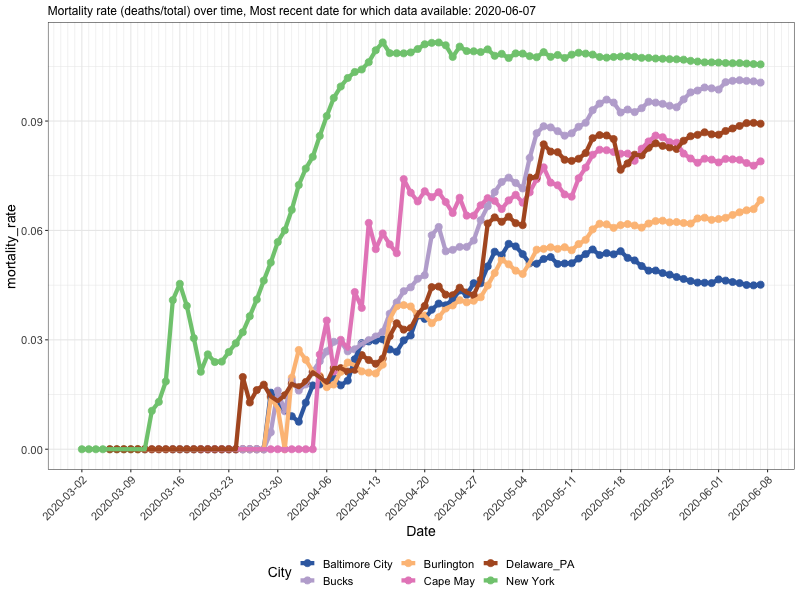 Mortality rate (deaths/total) over time, Most recent date for which data available: 2020-06-07
mortality_rate
0.09
0.06
0.03
0.00
2020-03-02
2020-03-09
2020-03-16
2020-03-23
2020-03-30
2020-04-06
2020-04-13
2020-04-20
2020-04-27
2020-05-04
2020-05-11
2020-05-18
2020-05-25
2020-06-01
2020-06-08
Date
City
Baltimore City
Burlington
Delaware_PA
Bucks
Cape May
New York